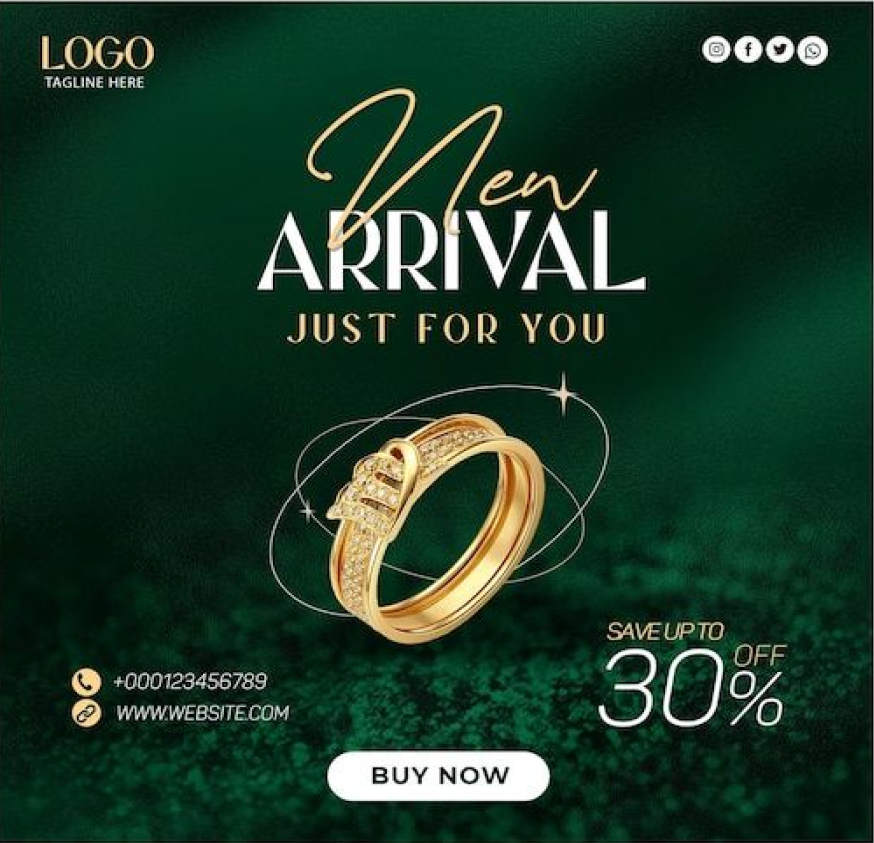 LOGO
TAGLINE HERE
New
ARRIVAL
JUST FOR YOU
SAVE UP TO
30% OFF
+000123456789
WWW.WEBSITE.COM
BUY NOW